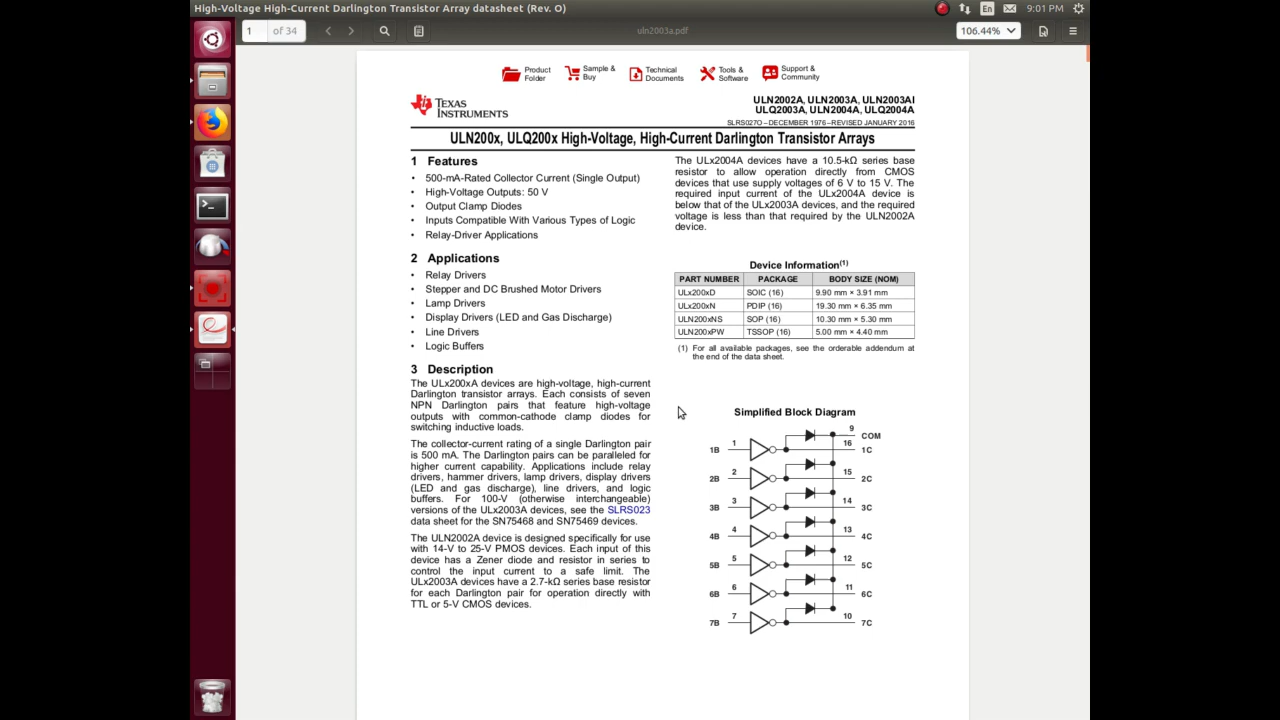 High-Voltage High-Current Darlington Transistor Array datasheet (Rev. O)
En
9:01 PM
1
of 34
uln2003a.pdf
106.44%
Product
Folder
Sample &
Buy
Technical
Documents
Tools &
Software
Support &
Community
TEXAS
INSTRUMENTS
ULN2002A, ULN2003A, ULN2003AI
ULQ2003A, ULN2004A, ULQ2004A
SLRS027O – DECEMBER 1976 – REVISED JANUARY 2016
ULN200x, ULQ200x High-Voltage, High-Current Darlington Transistor Arrays
1 Features
• 500-mA-Rated Collector Current (Single Output)
• High-Voltage Outputs: 50 V
• Output Clamp Diodes
• Inputs Compatible With Various Types of Logic
• Relay-Driver Applications
2 Applications
• Relay Drivers
• Stepper and DC Brushed Motor Drivers
• Lamp Drivers
• Display Drivers (LED and Gas Discharge)
• Line Drivers
• Logic Buffers
3 Description
The ULx200xA devices are high-voltage, high-current
Darlington transistor arrays. Each consists of seven
NPN Darlington pairs that feature high-voltage
outputs with common-cathode clamp diodes for
switching inductive loads.
The collector-current rating of a single Darlington pair
is 500 mA. The Darlington pairs can be paralleled for
higher current capability. Applications include relay
drivers, hammer drivers, lamp drivers, display drivers
(LED and gas discharge), line drivers, and logic
buffers. For 100-V (otherwise interchangeable)
versions of the ULx2003A devices, see the SLRS023
data sheet for the SN75468 and SN75469 devices.
The ULN2002A device is designed specifically for use
with 14-V to 25-V PMOS devices. Each input of this
device has a Zener diode and resistor in series to
control the input current to a safe limit. The
ULx2003A devices have a 2.7-kΩ series base resistor
for each Darlington pair for operation directly with
TTL or 5-V CMOS devices.
The ULx2004A devices have a 10.5-kΩ series base
resistor to allow operation directly from CMOS
devices that use supply voltages of 6 V to 15 V. The
required input current of the ULx2004A device is
below that of the ULx2003A devices, and the required
voltage is less than that required by the ULN2002A
device.
Device Information(1)
PART NUMBER PACKAGE BODY SIZE (NOM)
ULx200xD SOIC (16) 9.90 mm × 3.91 mm
ULx200xN PDIP (16) 19.30 mm × 6.35 mm
ULN200xNS SOP (16) 10.30 mm × 5.30 mm
ULN200xPW TSSOP (16) 5.00 mm × 4.40 mm
(1) For all available packages, see the orderable addendum at
the end of the data sheet.
Simplified Block Diagram
9 COM
1B 1 16 1C
2B 2 15 2C
3B 3 14 3C
4B 4 13 4C
5B 5 12 5C
6B 6 11 6C
7B 7 10 7C